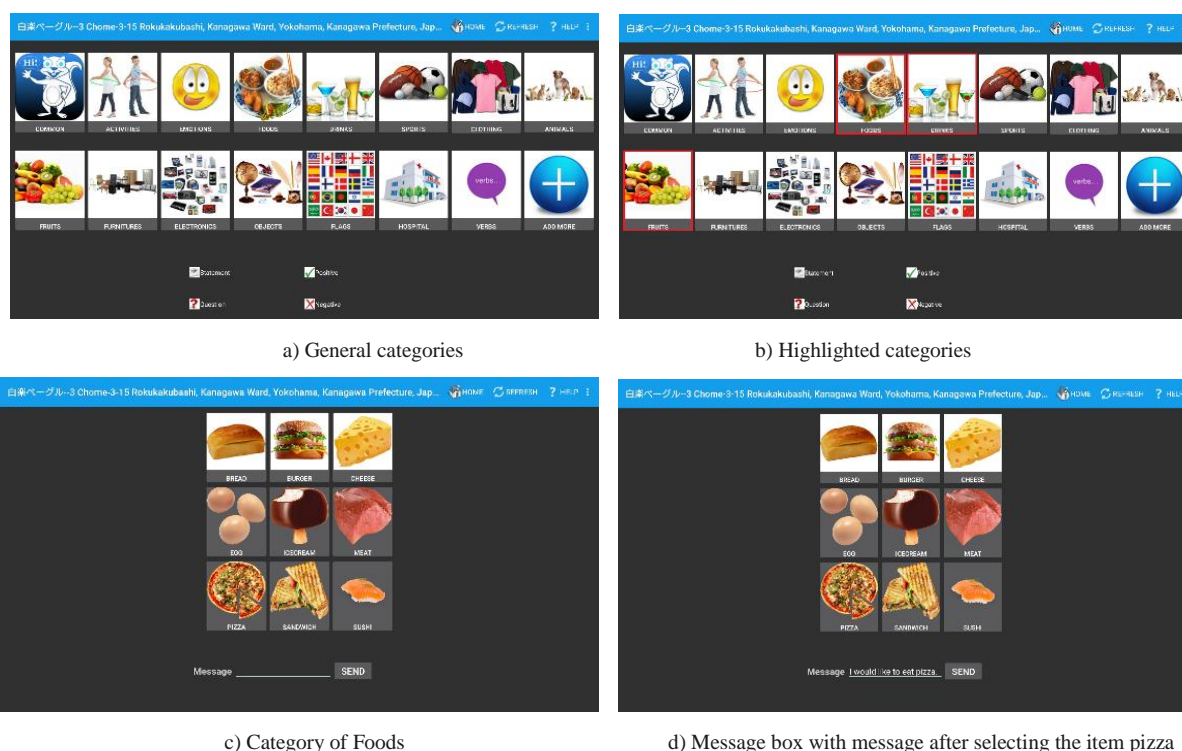 白楽ベーグル--3 Chome-3-15 Rokukakubashi, Kanagawa Ward, Yokohama, Kanagawa Prefecture, Jap... HOME REFRESH ? HELP
Hi!
COMMON ACTIVITIES EMOTIONS FOODS DRINKS SPORTS CLOTHING ANIMALS
verbs...
FRUITS FURNITURES ELECTRONICS OBJECTS FLAGS HOSPITAL VERBS ADD MORE
Statement Positive
? Question Negative
a) General categories
白楽ベーグル--3 Chome-3-15 Rokukakubashi, Kanagawa Ward, Yokohama, Kanagawa Prefecture, Jap... HOME REFRESH ? HELP
Hi!
COMMON ACTIVITIES EMOTIONS FOODS DRINKS SPORTS CLOTHING ANIMALS
verbs...
FRUITS FURNITURES ELECTRONICS OBJECTS FLAGS HOSPITAL VERBS ADD MORE
Statement Positive
? Question Negative
b) Highlighted categories
白楽ベーグル--3 Chome-3-15 Rokukakubashi, Kanagawa Ward, Yokohama, Kanagawa Prefecture, Jap... HOME REFRESH ? HELP
BREAD BURGER CHEESE
EGG ICECREAM MEAT
PIZZA SANDWICH SUSHI
Message SEND
c) Category of Foods
白楽ベーグル--3 Chome-3-15 Rokukakubashi, Kanagawa Ward, Yokohama, Kanagawa Prefecture, Jap... HOME REFRESH ? HELP
BREAD BURGER CHEESE
EGG ICECREAM MEAT
PIZZA SANDWICH SUSHI
Message I would like to eat pizza. SEND
d) Message box with message after selecting the item pizza